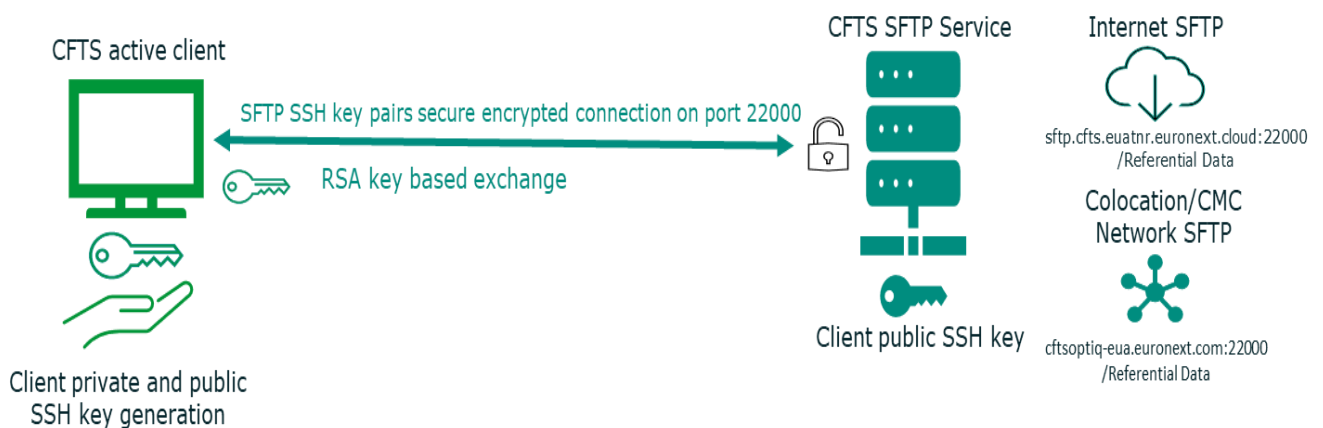 CFTS active client
SFTP SSH key pairs secure encrypted connection on port 22000
RSA key based exchange
Client private and public
SSH key generation
CFTS SFTP Service
Client public SSH key
Internet SFTP
sftp.cfts.euatnr.euronext.cloud:22000
/Referential Data
Colocation/CMC
Network SFTP
cftsoptiq-eua.euronext.com:22000
/Referential Data